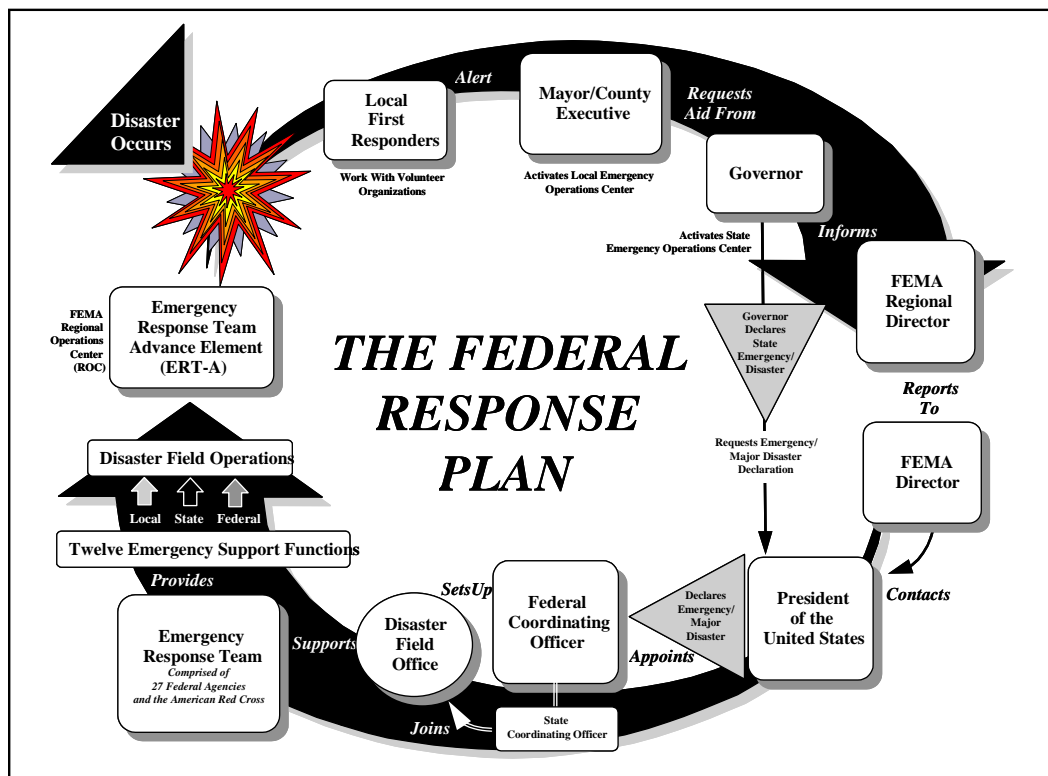 Disaster
Occurs
Local
First
Responders
Work With Volunteer
Organizations
Alert
Mayor/County
Executive
Activates Local Emergency
Operations Center
Requests
Aid From
Governor
Activates State
Emergency Operations Center
Informs
FEMA
Regional
Director
Reports
To
FEMA
Director
Contacts
Governor
Declares
State
Emergency/
Disaster
Requests Emergency/
Major Disaster
Declaration
President
of the
United States
Declares
Emergency/
Major
Disaster
Appoints
Federal
Coordinating
Officer
State
Coordinating Officer
SetsUp
Joins
Disaster
Field
Office
Supports
Emergency
Response Team
Comprised of
27 Federal Agencies
and the American Red Cross
Provides
Twelve Emergency Support Functions
Local
State
Federal
Disaster Field Operations
FEMA
Regional
Operations
Center
(ROC)
Emergency
Response Team
Advance Element
(ERT-A)
THE FEDERAL
RESPONSE
PLAN